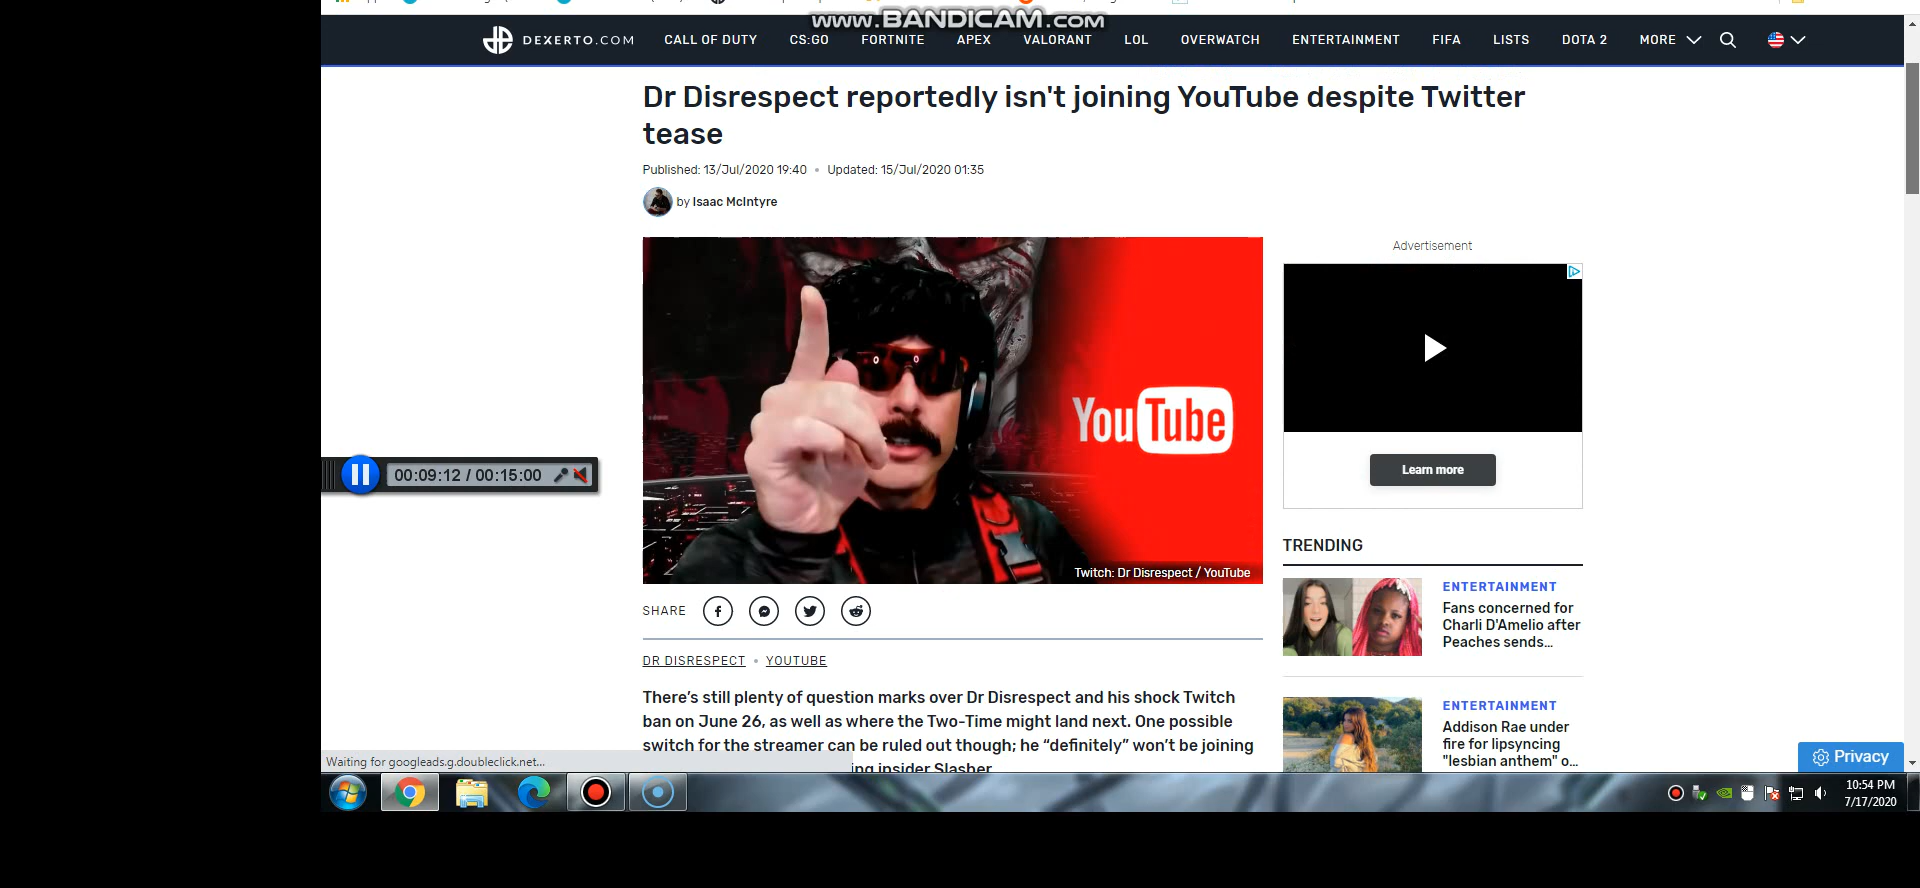 www.BANDICAM.com
DEXERTO.COM CALL OF DUTY CS:GO FORTNITE APEX VALORANT LOL OVERWATCH ENTERTAINMENT FIFA LISTS DOTA 2 MORE
Dr Disrespect reportedly isn't joining YouTube despite Twitter
tease
Published: 13/Jul/2020 19:40 • Updated: 15/Jul/2020 01:35
by Isaac McIntyre
Advertisement
YouTube
Learn more
00:09:12 / 00:15:00
Twitch: Dr Disrespect / YouTube
SHARE
DR DISRESPECT • YOUTUBE
There's still plenty of question marks over Dr Disrespect and his shock Twitch
ban on June 26, as well as where the Two-Time might land next. One possible
switch for the streamer can be ruled out though; he “definitely” won't be joining
insider Slasher
TRENDING
ENTERTAINMENT
Fans concerned for
Charli D'Amelio after
Peaches sends...
ENTERTAINMENT
Addison Rae under
fire for lipsyncing
"lesbian anthem" o...
Privacy
Waiting for googleads.g.doubleclick.net...
10:54 PM
7/17/2020